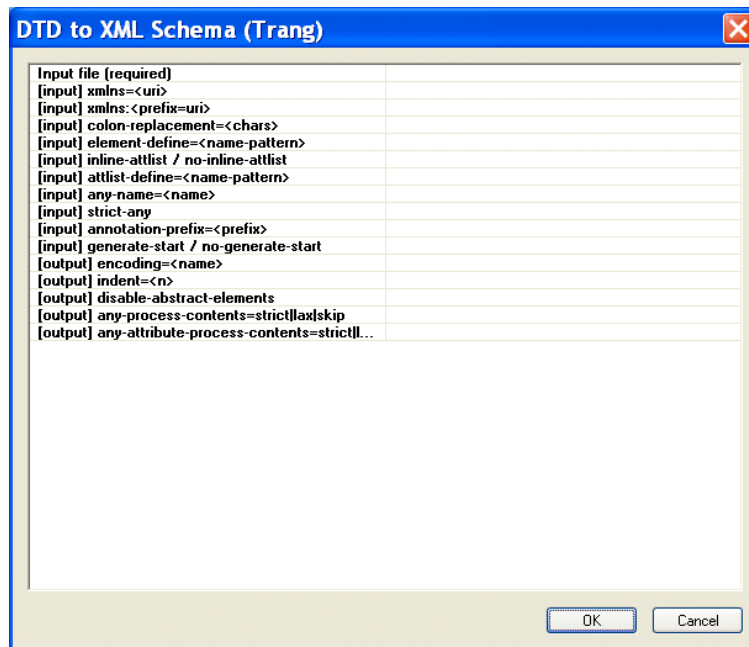 DTD to XML Schema (Trang)
Input file (required)
[input] xmlns=<uri>
[input] xmlns:<prefix=uri>
[input] colon-replacement=<chars>
[input] element-define=<name-pattern>
[input] inline-attlist / no-inline-attlist
[input] attlist-define=<name-pattern>
[input] any-name=<name>
[input] strict-any
[input] annotation-prefix=<prefix>
[input] generate-start / no-generate-start
[output] encoding=<name>
[output] indent=<n>
[output] disable-abstract-elements
[output] any-process-contents=strict|lax|skip
[output] any-attribute-process-contents=strict|l...
OK Cancel